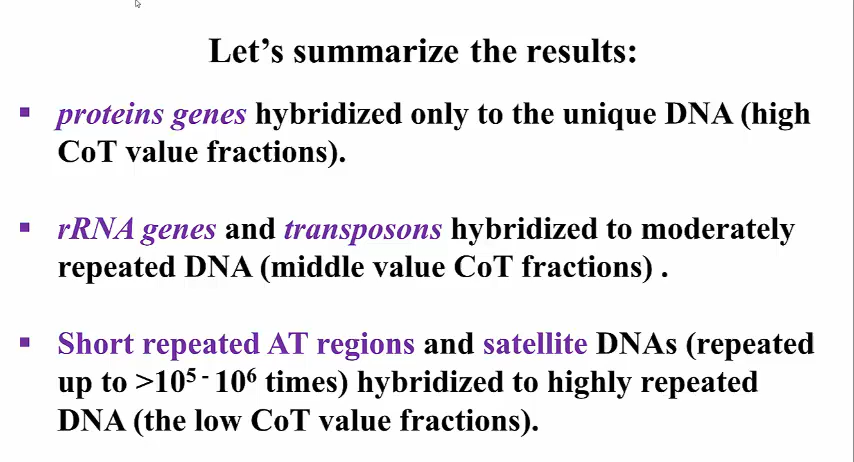 Let's summarize the results:
▪ proteins genes hybridized only to the unique DNA (high
CoT value fractions).
▪ rRNA genes and transposons hybridized to moderately
repeated DNA (middle value CoT fractions) .
▪ Short repeated AT regions and satellite DNAs (repeated
up to >10⁵ - 10⁶ times) hybridized to highly repeated
DNA (the low CoT value fractions).